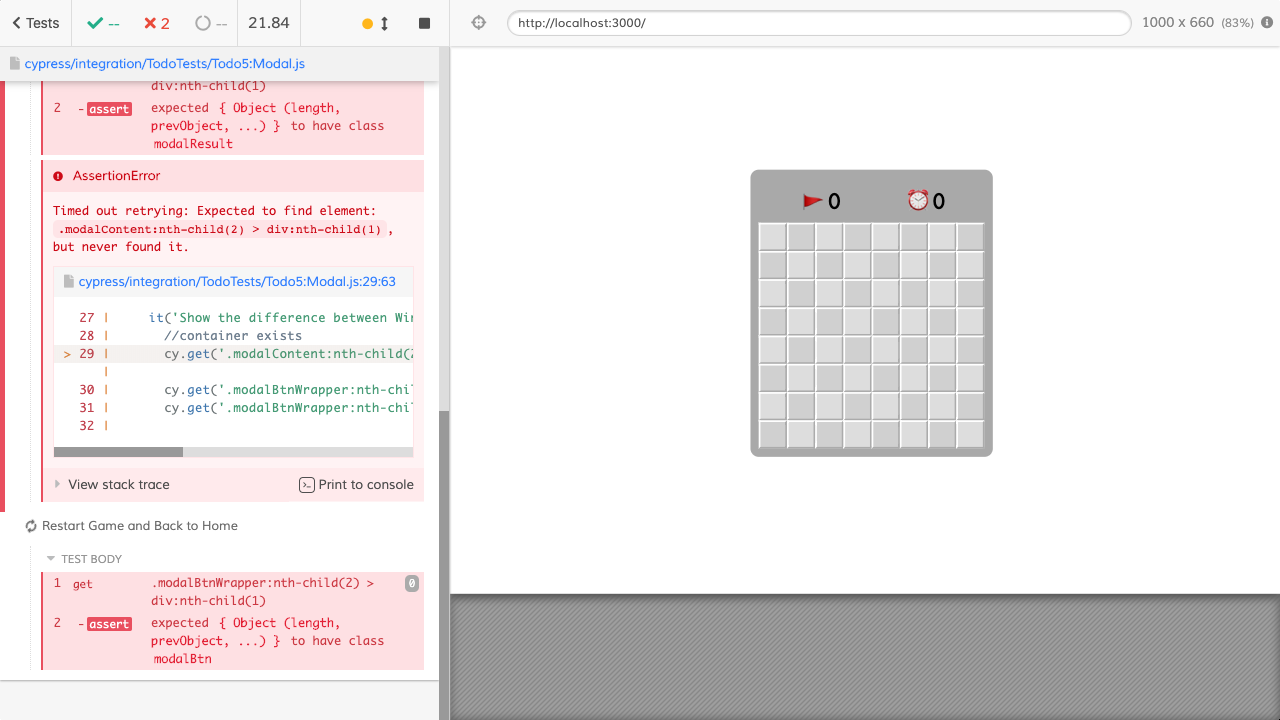 Tests
--
2
--
21.84
http://localhost:3000/
1000 x 660 (83%)
cypress/integration/TodoTests/Todo5:Modal.js
div:nth-child(1)
2 -assert expected { Object (length,
prevObject, ...) } to have class
modalResult
AssertionError
Timed out retrying: Expected to find element:
.modalContent:nth-child(2) > div:nth-child(1),
but never found it.
cypress/integration/TodoTests/Todo5:Modal.js:29:63
27 | it('Show the difference between Wi
28 | //container exists
> 29 | cy.get('.modalContent:nth-child(2
|
30 | cy.get('.modalBtnWrapper:nth-chi
31 | cy.get('.modalBtnWrapper:nth-chi
32 |
View stack trace
Print to console
Restart Game and Back to Home
TEST BODY
1 get .modalBtnWrapper:nth-child(2) > 0
div:nth-child(1)
2 -assert expected { Object (length,
prevObject, ...) } to have class
modalBtn
0
0